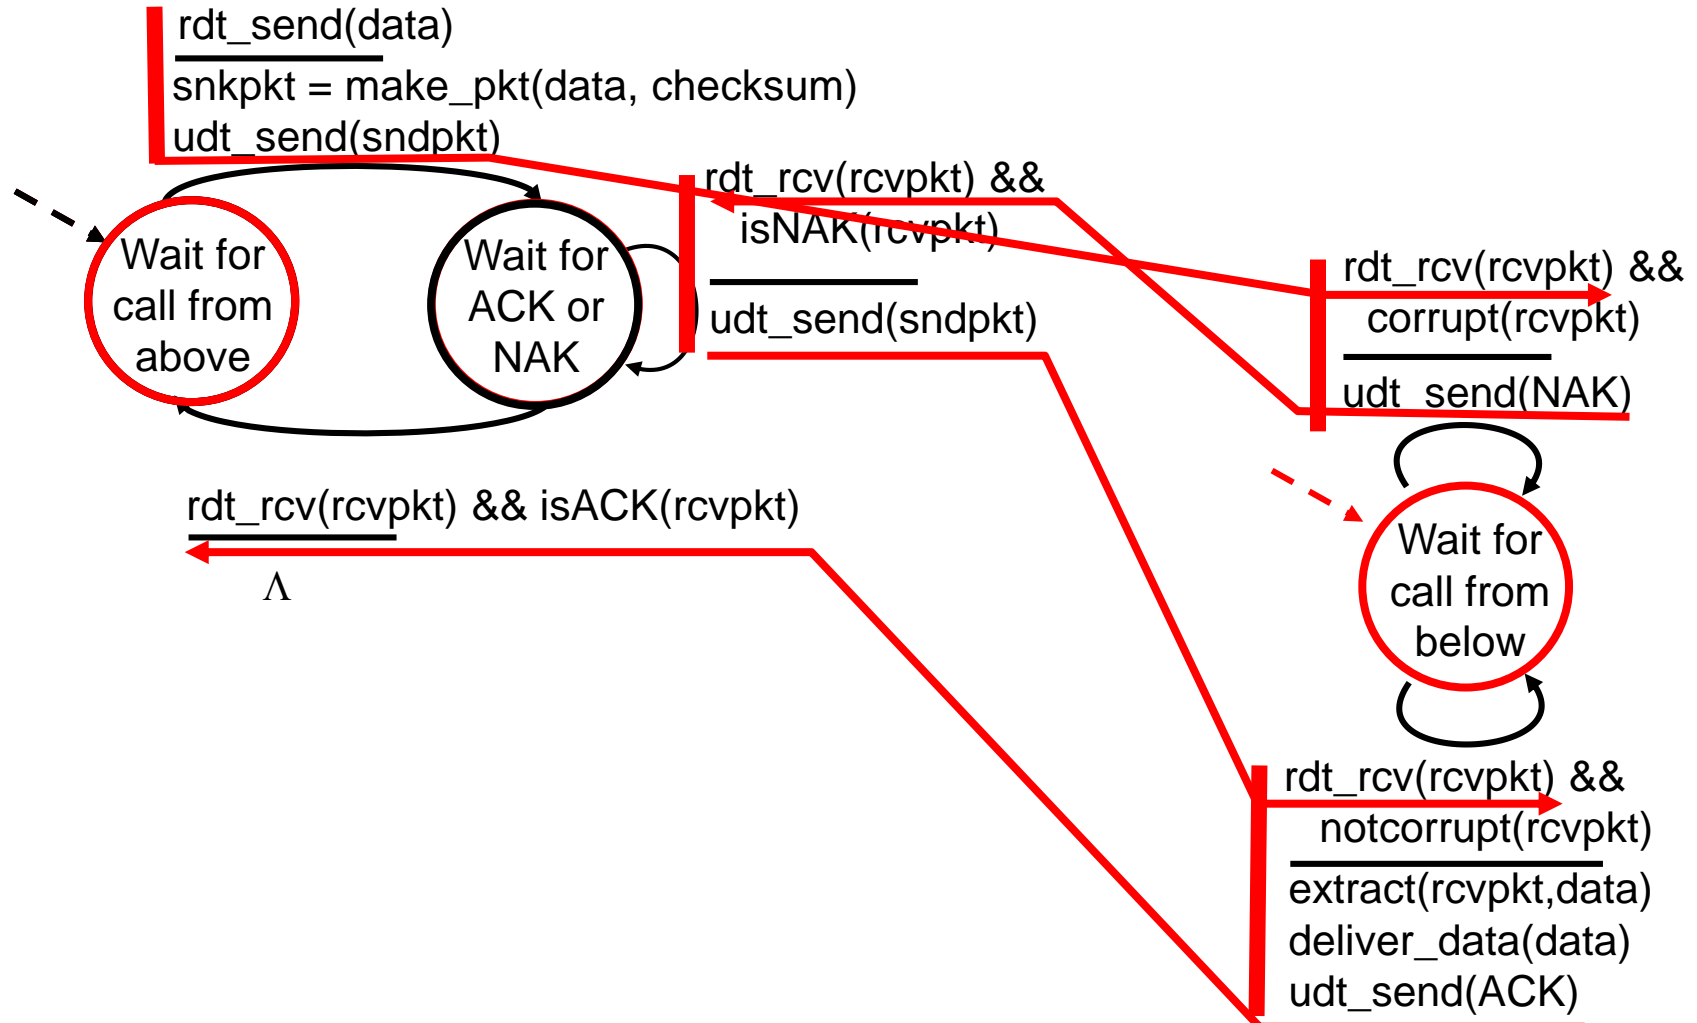 rdt_send(data)
snkpkt = make_pkt(data, checksum)
udt_send(sndpkt)
Wait for
call from
above
Wait for
ACK or
NAK
rdt_rcv(rcvpkt) &&
isNAK(rcvpkt)
udt_send(sndpkt)
rdt_rcv(rcvpkt) && isACK(rcvpkt)
Λ
rdt_rcv(rcvpkt) &&
corrupt(rcvpkt)
udt_send(NAK)
Wait for
call from
below
rdt_rcv(rcvpkt) &&
notcorrupt(rcvpkt)
extract(rcvpkt,data)
deliver_data(data)
udt_send(ACK)